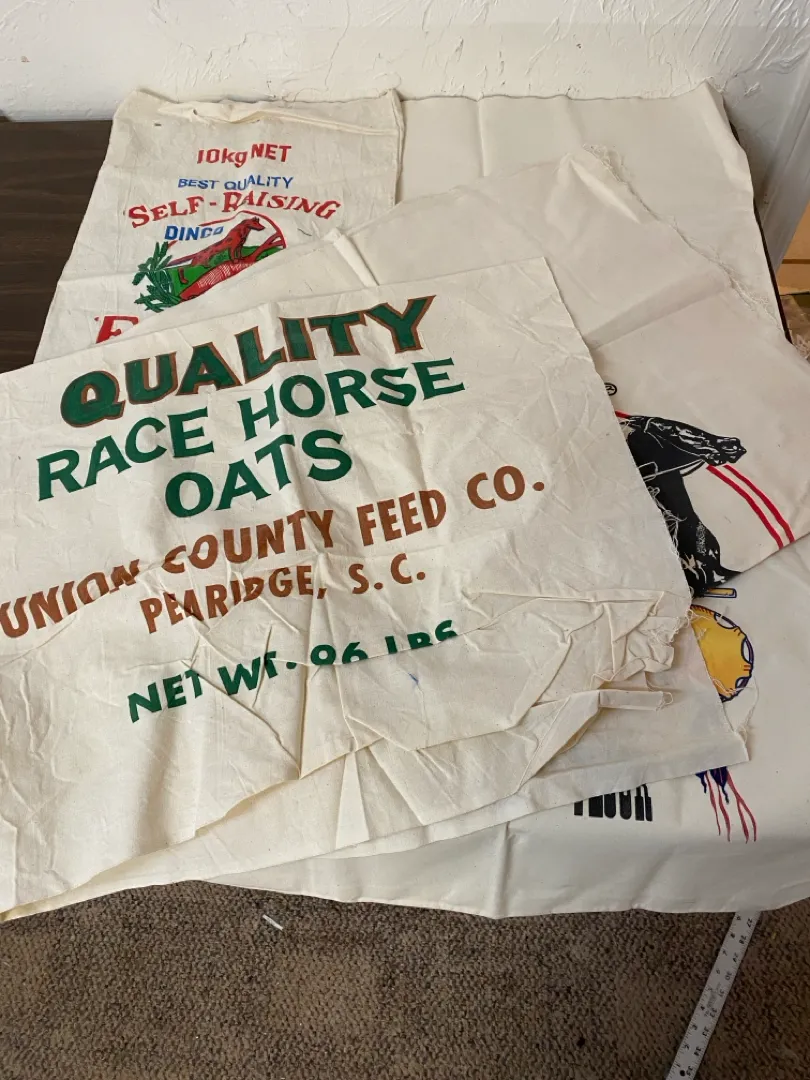 10kg NET
BEST QUALITY
SELF-RAISING
DINGO
QUALITY
RACE HORSE
OATS
UNION COUNTY FEED CO.
PEARIDGE, S.C.
NET WT. 96 LBS
®